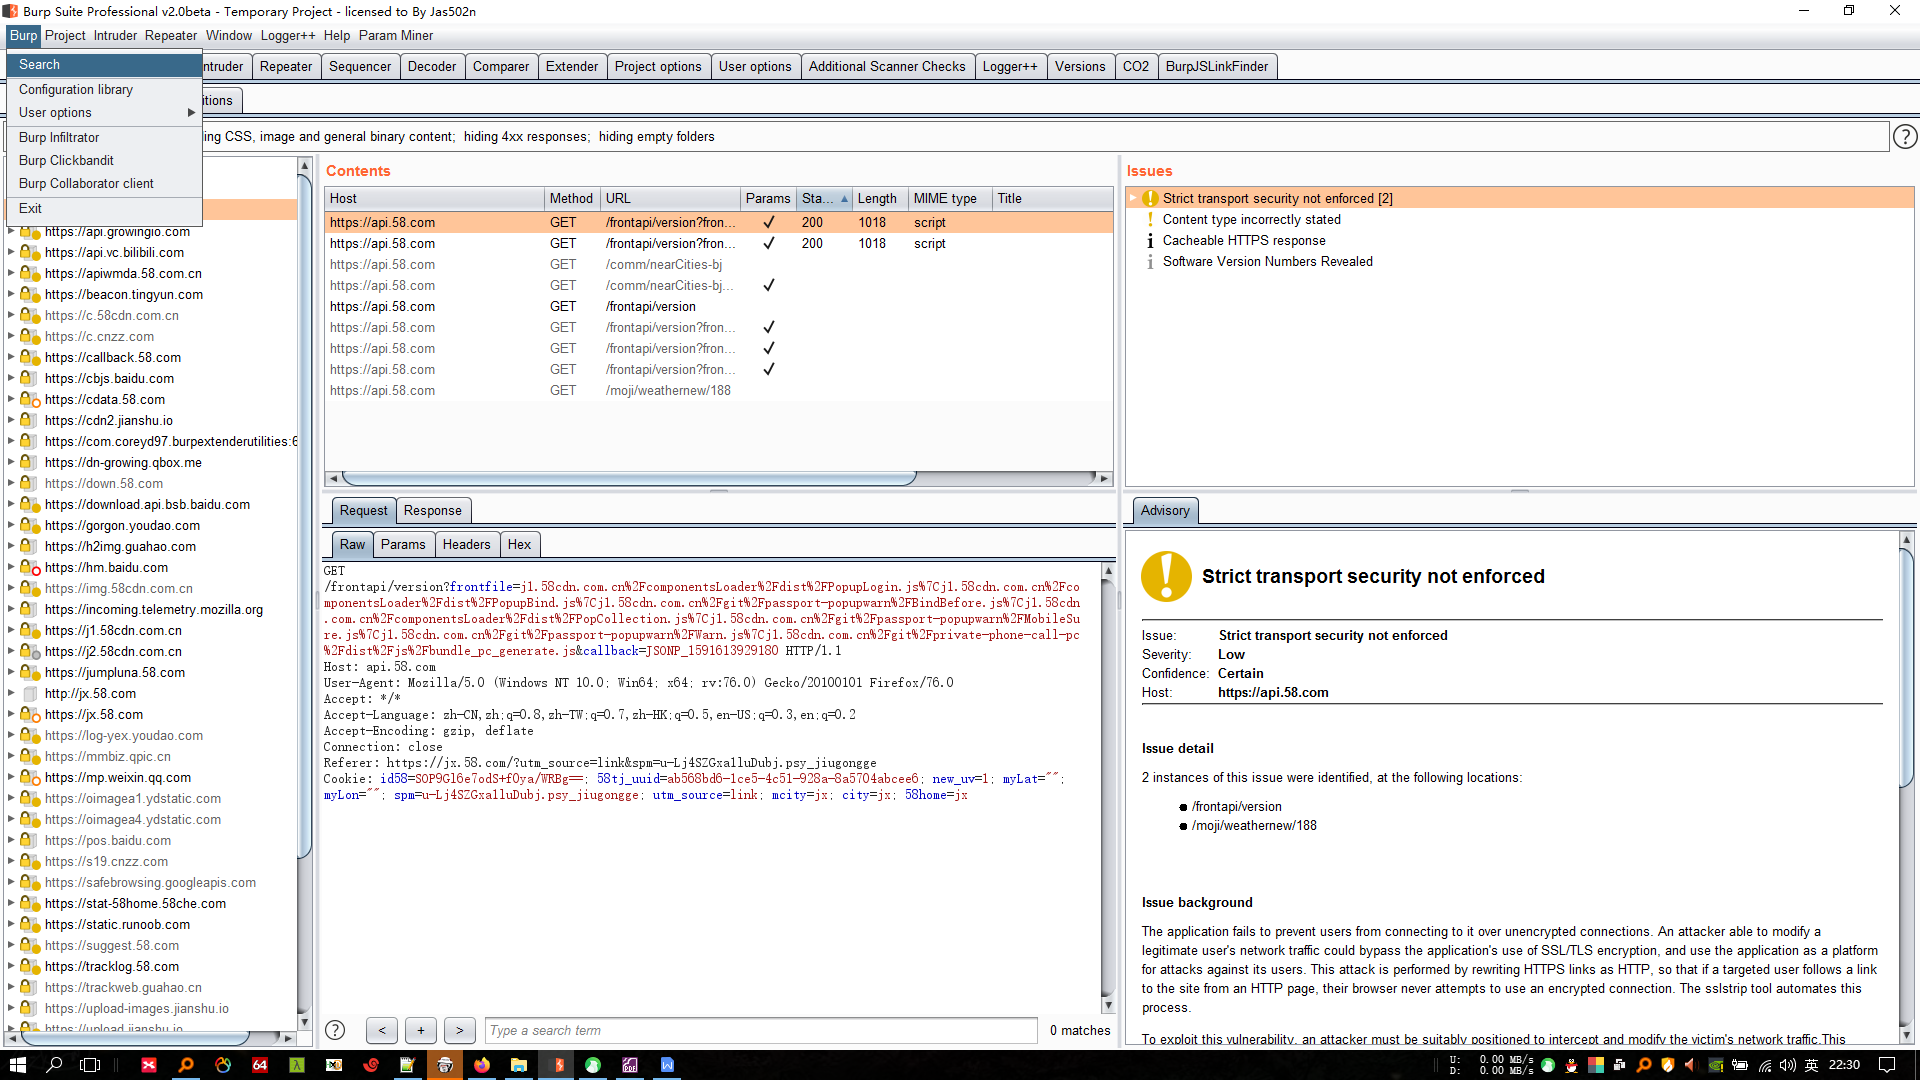 Burp Suite Professional v2.0beta - Temporary Project - licensed to By Jas502n
Burp Project Intruder Repeater Window Logger++ Help Param Miner
Search
Configuration library
User options
Burp Infiltrator
Burp Clickbandit
Burp Collaborator client
Exit
ntruder Repeater Sequencer Decoder Comparer Extender Project options User options Additional Scanner Checks Logger++ Versions CO2 BurpJSLinkFinder
itions
ing CSS, image and general binary content; hiding 4xx responses; hiding empty folders
https://api.growingio.com
https://api.vc.bilibili.com
https://apiwmda.58.com.cn
https://beacon.tingyun.com
https://c.58cdn.com.cn
https://c.cnzz.com
https://callback.58.com
https://cbjs.baidu.com
https://cdata.58.com
https://cdn2.jianshu.io
https://com.coreyd97.burpextenderutilities:6
https://dn-growing.qbox.me
https://down.58.com
https://download.api.bsb.baidu.com
https://gorgon.youdao.com
https://h2img.guahao.com
https://hm.baidu.com
https://img.58cdn.com.cn
https://incoming.telemetry.mozilla.org
https://j1.58cdn.com.cn
https://j2.58cdn.com.cn
https://jumpluna.58.com
http://jx.58.com
https://jx.58.com
https://log-yex.youdao.com
https://mmbiz.qpic.cn
https://mp.weixin.qq.com
https://oimagea1.ydstatic.com
https://oimagea4.ydstatic.com
https://pos.baidu.com
https://s19.cnzz.com
https://safebrowsing.googleapis.com
https://stat-58home.58che.com
https://static.runoob.com
https://suggest.58.com
https://tracklog.58.com
https://trackweb.guahao.cn
https://upload-images.jianshu.io
https://upload.jianshu.io
Contents
Host Method URL Params Sta... Length MIME type Title
https://api.58.com GET /frontapi/version?fron... ✓ 200 1018 script
https://api.58.com GET /frontapi/version?fron... ✓ 200 1018 script
https://api.58.com GET /comm/nearCities-bj
https://api.58.com GET /comm/nearCities-bj... ✓
https://api.58.com GET /frontapi/version
https://api.58.com GET /frontapi/version?fron... ✓
https://api.58.com GET /frontapi/version?fron... ✓
https://api.58.com GET /frontapi/version?fron... ✓
https://api.58.com GET /moji/weathernew/188
Request Response
Raw Params Headers Hex
GET
/frontapi/version?frontfile=j1.58cdn.com.cn%2FcomponentsLoader%2Fdist%2FPopupLogin.js%7Cj1.58cdn.com.cn%2Fco
mponentsLoader%2Fdist%2FPopupBind.js%7Cj1.58cdn.com.cn%2Fgit%2Fpassport-popupwarn%2FBindBefore.js%7Cj1.58cdn
.com.cn%2FcomponentsLoader%2Fdist%2FPopCollection.js%7Cj1.58cdn.com.cn%2Fgit%2Fpassport-popupwarn%2FMobileSu
re.js%7Cj1.58cdn.com.cn%2Fgit%2Fpassport-popupwarn%2FWarn.js%7Cj1.58cdn.com.cn%2Fgit%2Fprivate-phone-call-pc
%2Fdist%2Fjs%2Fbundle_pc_generate.js&callback=JSONP_1591613929180 HTTP/1.1
Host: api.58.com
User-Agent: Mozilla/5.0 (Windows NT 10.0; Win64; x64; rv:76.0) Gecko/20100101 Firefox/76.0
Accept: */*
Accept-Language: zh-CN,zh;q=0.8,zh-TW;q=0.7,zh-HK;q=0.5,en-US;q=0.3,en;q=0.2
Accept-Encoding: gzip, deflate
Connection: close
Referer: https://jx.58.com/?utm_source=link&spm=u-Lj4SZGxalluDubj.psy_jiugongge
Cookie: id58=SOP9Gl6e7odS+fOya/WRBg==; 58tj_uuid=ab568bd6-1ce5-4c51-928a-8a5704abcee6; new_uv=1; myLat="";
myLon=""; spm=u-Lj4SZGxalluDubj.psy_jiugongge; utm_source=link; mcity=jx; city=jx; 58home=jx
? < + > Type a search term 0 matches
Issues
Strict transport security not enforced [2]
Content type incorrectly stated
Cacheable HTTPS response
Software Version Numbers Revealed
Advisory
Strict transport security not enforced
Issue: Strict transport security not enforced
Severity: Low
Confidence: Certain
Host: https://api.58.com
Issue detail
2 instances of this issue were identified, at the following locations:
● /frontapi/version
● /moji/weathernew/188
Issue background
The application fails to prevent users from connecting to it over unencrypted connections. An attacker able to modify a
legitimate user's network traffic could bypass the application's use of SSL/TLS encryption, and use the application as a platform
for attacks against its users. This attack is performed by rewriting HTTPS links as HTTP, so that if a targeted user follows a link
to the site from an HTTP page, their browser never attempts to use an encrypted connection. The sslstrip tool automates this
process.
To exploit this vulnerability, an attacker must be suitably positioned to intercept and modify the victim's network traffic.This
64
U: 0.00 MB/s
D: 0.00 MB/s
英 22:30